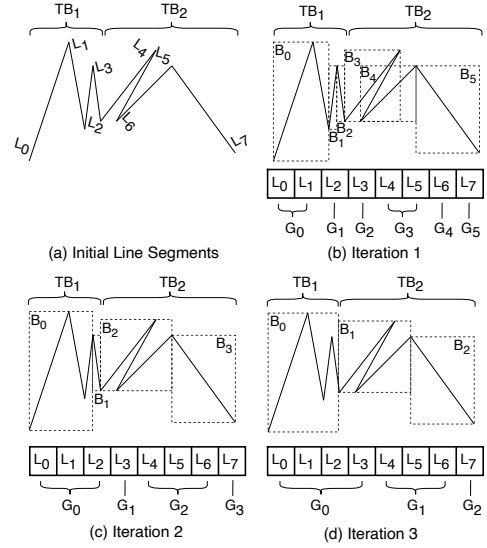 TB1 TB2
L1 L4 L5
L3
L2 L6
L0 L7
(a) Initial Line Segments
TB1 TB2
B0 B3
B4 B5
B2
B1
L0 L1 L2 L3 L4 L5 L6 L7
G0 G1 G2 G3 G4 G5
(b) Iteration 1
TB1 TB2
B0 B2
B3
B1
L0 L1 L2 L3 L4 L5 L6 L7
G0 G1 G2 G3
(c) Iteration 2
TB1 TB2
B0 B1
B2
L0 L1 L2 L3 L4 L5 L6 L7
G0 G1 G2
(d) Iteration 3